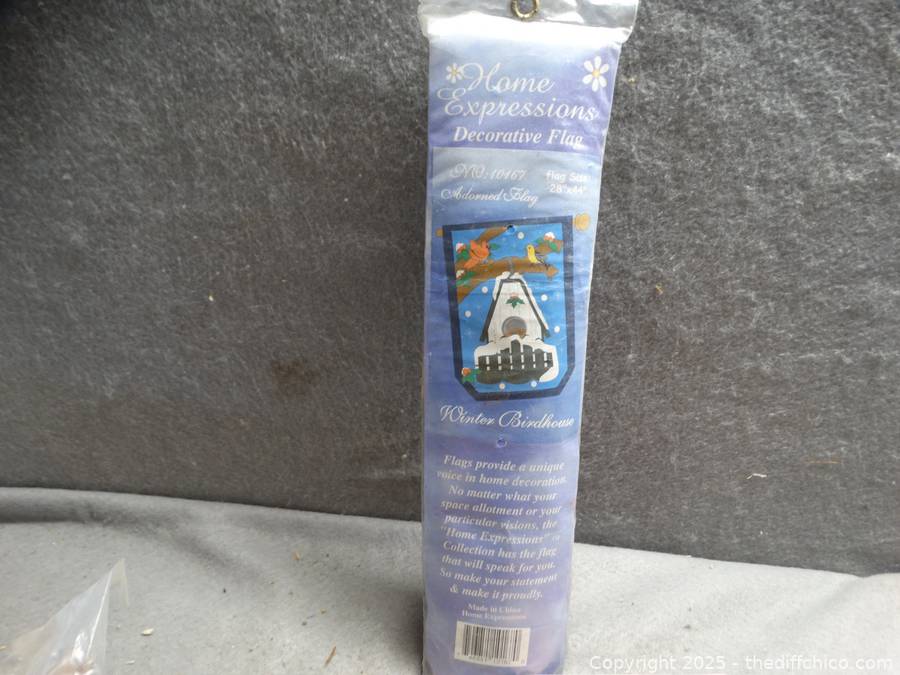 Home
Expressions
Decorative Flag
NO:10167
flag Size
Adorned Flag
28"x44"
Winter Birdhouse
Flags provide a unique
voice in home decoration.
No matter what your
space allotment or your
particular visions, the
"Home Expressions"
Collection has the flag
that will speak for you.
So make your statement
& make it proudly.
Made in China
Home Expressions
Copyright 2025 - thediffchico.com